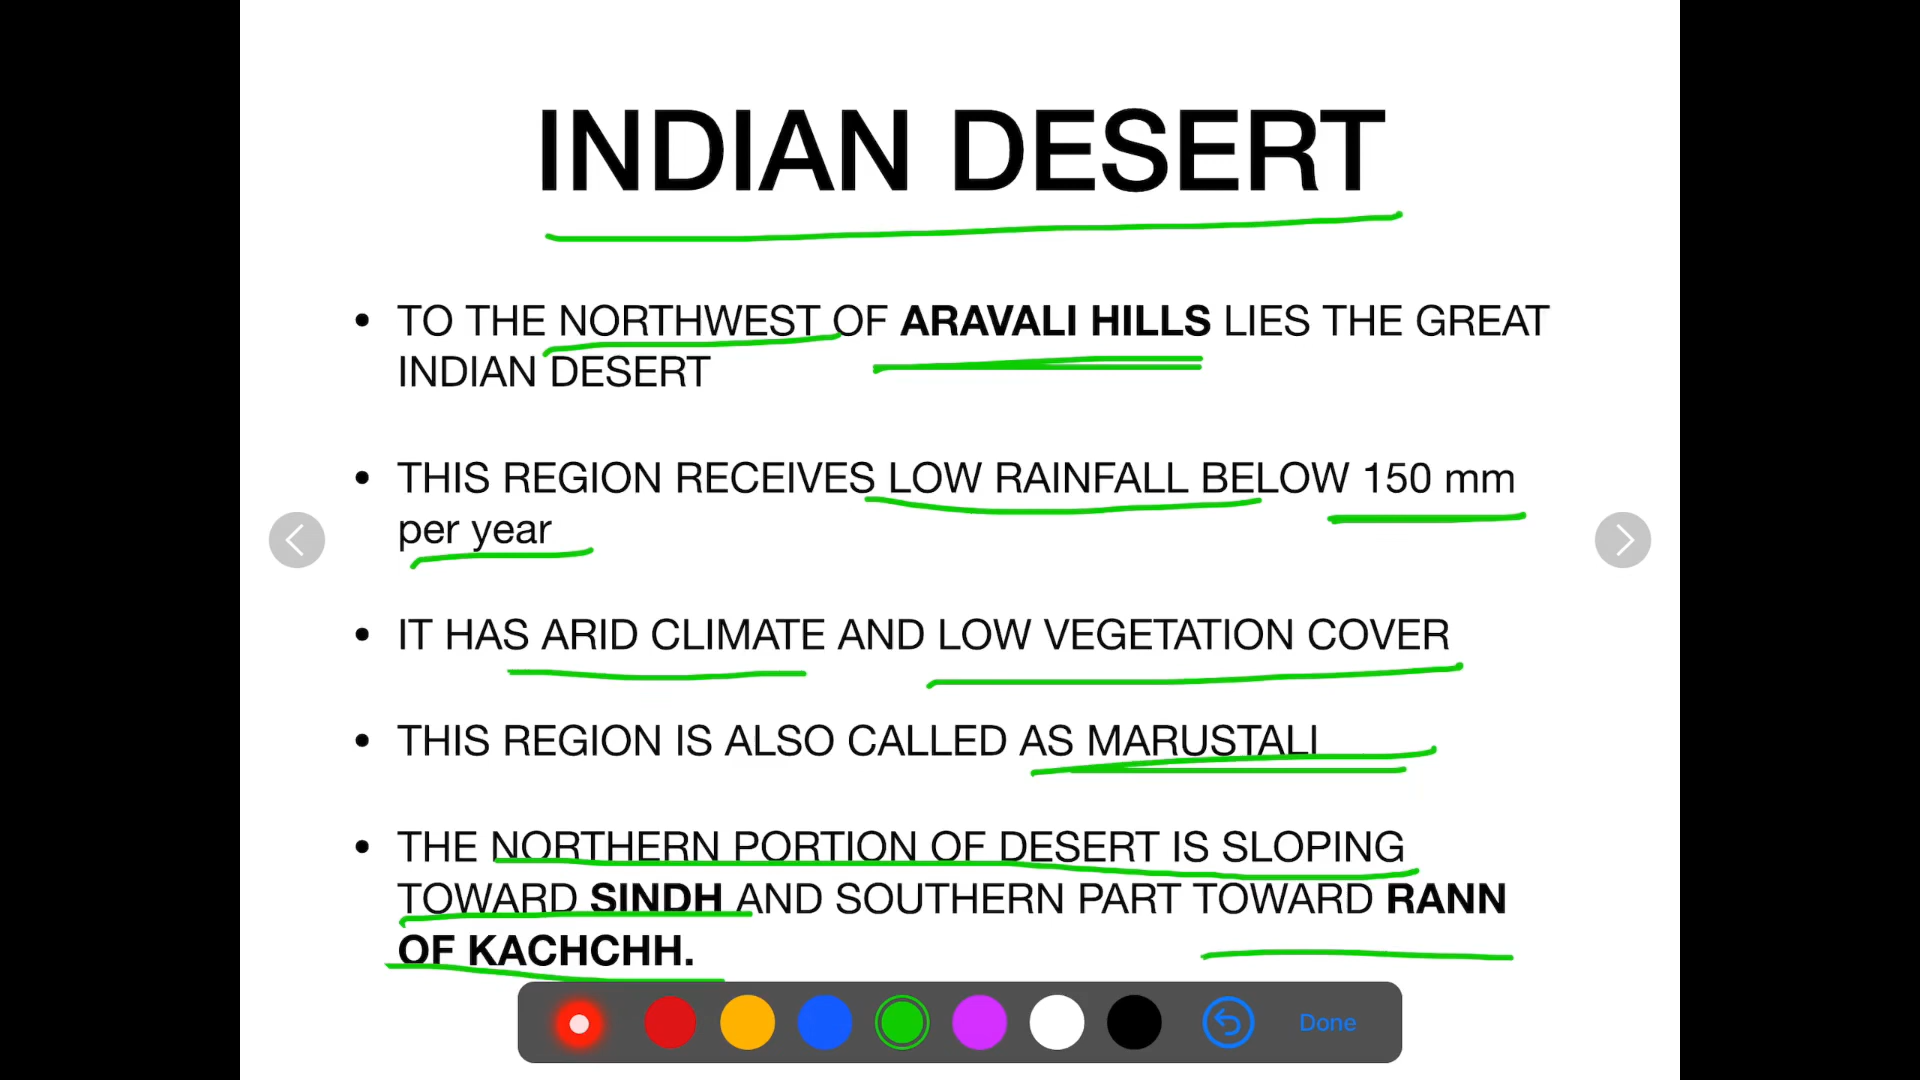 INDIAN DESERT
• TO THE NORTHWEST OF ARAVALI HILLS LIES THE GREAT
INDIAN DESERT
• THIS REGION RECEIVES LOW RAINFALL BELOW 150 mm
per year
• IT HAS ARID CLIMATE AND LOW VEGETATION COVER
• THIS REGION IS ALSO CALLED AS MARUSTALI
• THE NORTHERN PORTION OF DESERT IS SLOPING
TOWARD SINDH AND SOUTHERN PART TOWARD RANN
OF KACHCHH.
Done